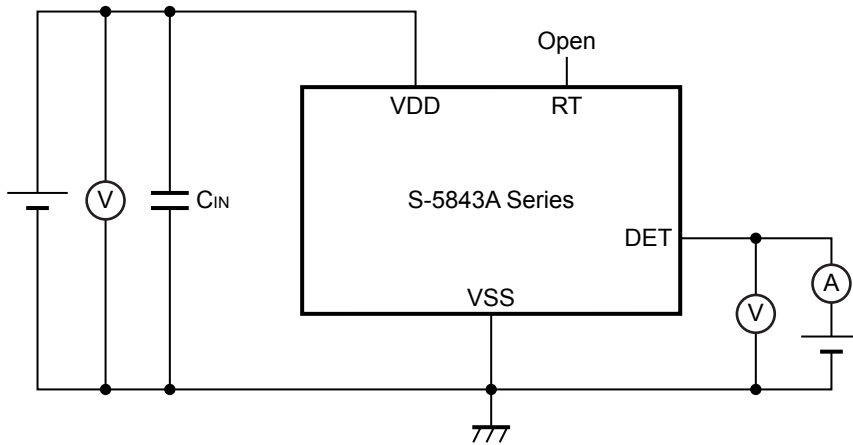 Open
VDD
RT
V
CIN
S-5843A Series
DET
A
VSS
V